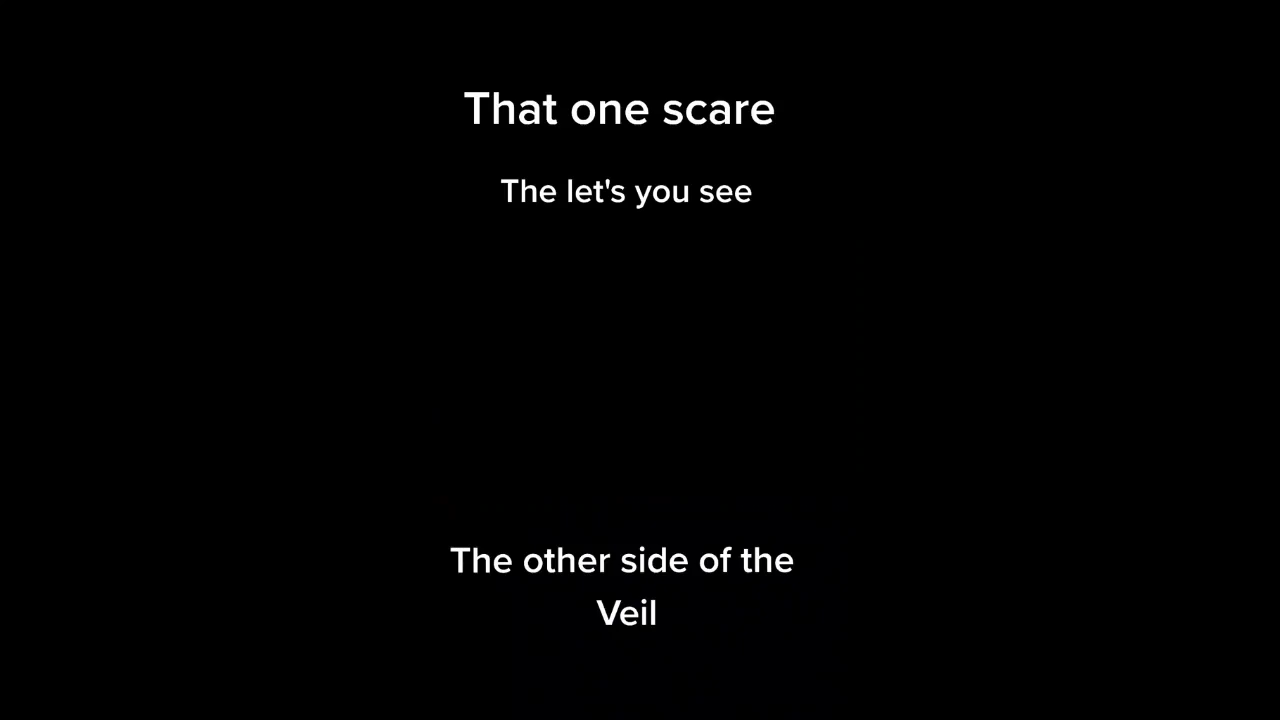 That one scare
The let's you see
The other side of the
Veil